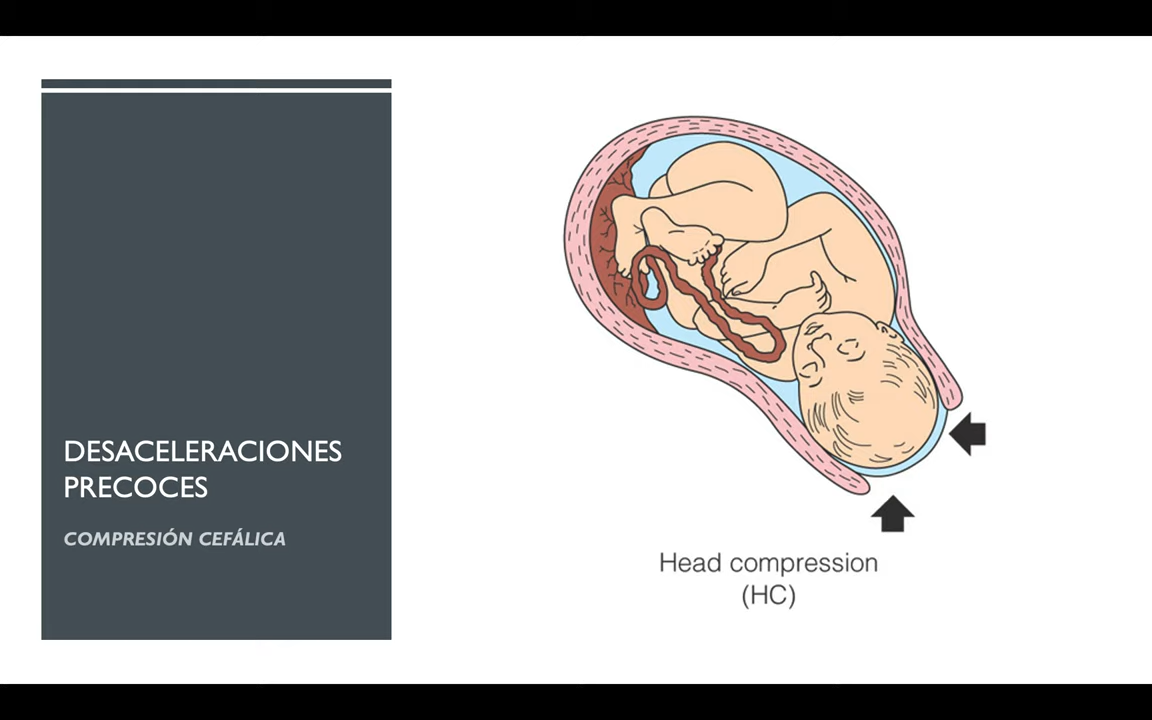 DESACELERACIONES
PRECOCES
COMPRESIÓN CEFÁLICA
Head compression
(HC)